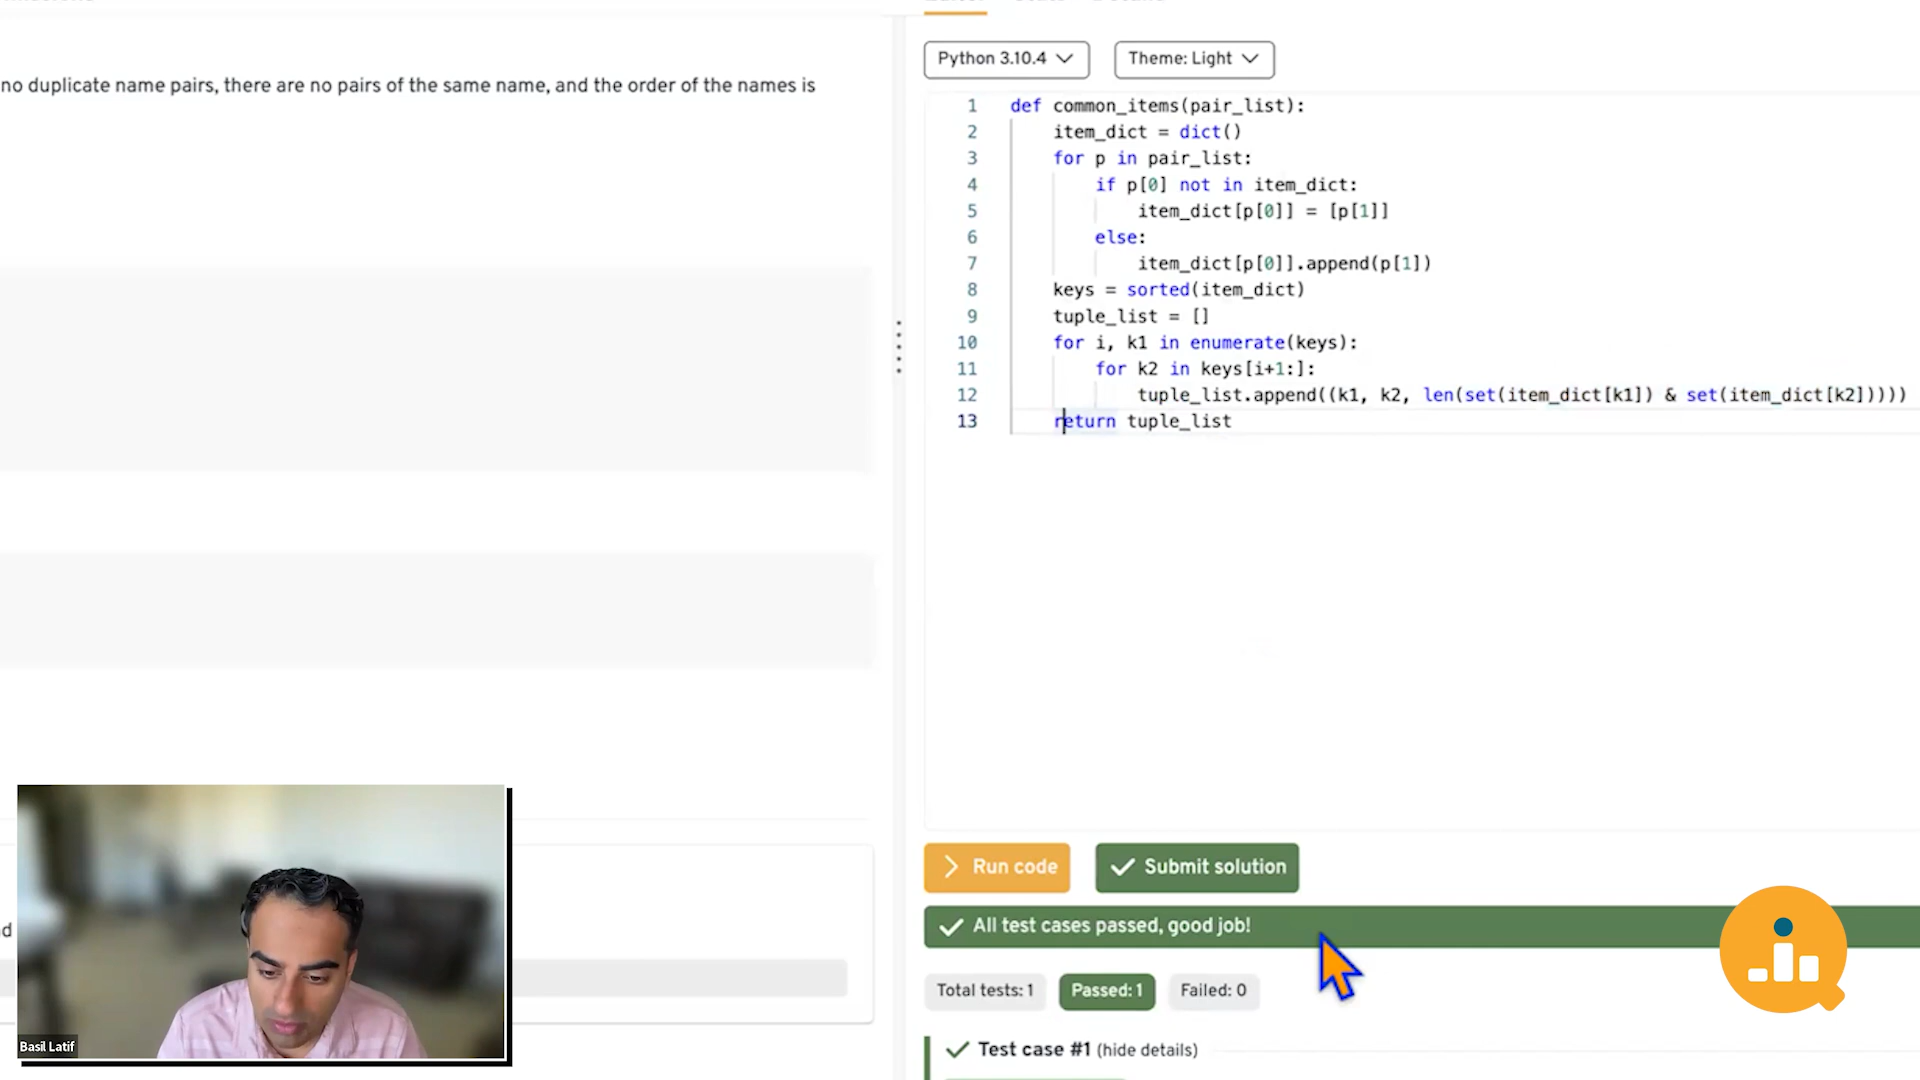 no duplicate name pairs, there are no pairs of the same name, and the order of the names is
Python 3.10.4
Theme: Light
1 def common_items(pair_list):
2 item_dict = dict()
3 for p in pair_list:
4 if p[0] not in item_dict:
5 item_dict[p[0]] = [p[1]]
6 else:
7 item_dict[p[0]].append(p[1])
8 keys = sorted(item_dict)
9 tuple_list = []
10 for i, k1 in enumerate(keys):
11 for k2 in keys[i+1:]:
12 tuple_list.append((k1, k2, len(set(item_dict[k1]) & set(item_dict[k2]))))
13 return tuple_list
Run code
Submit solution
All test cases passed, good job!
Total tests: 1
Passed: 1
Failed: 0
Test case #1 (hide details)
Basil Latif